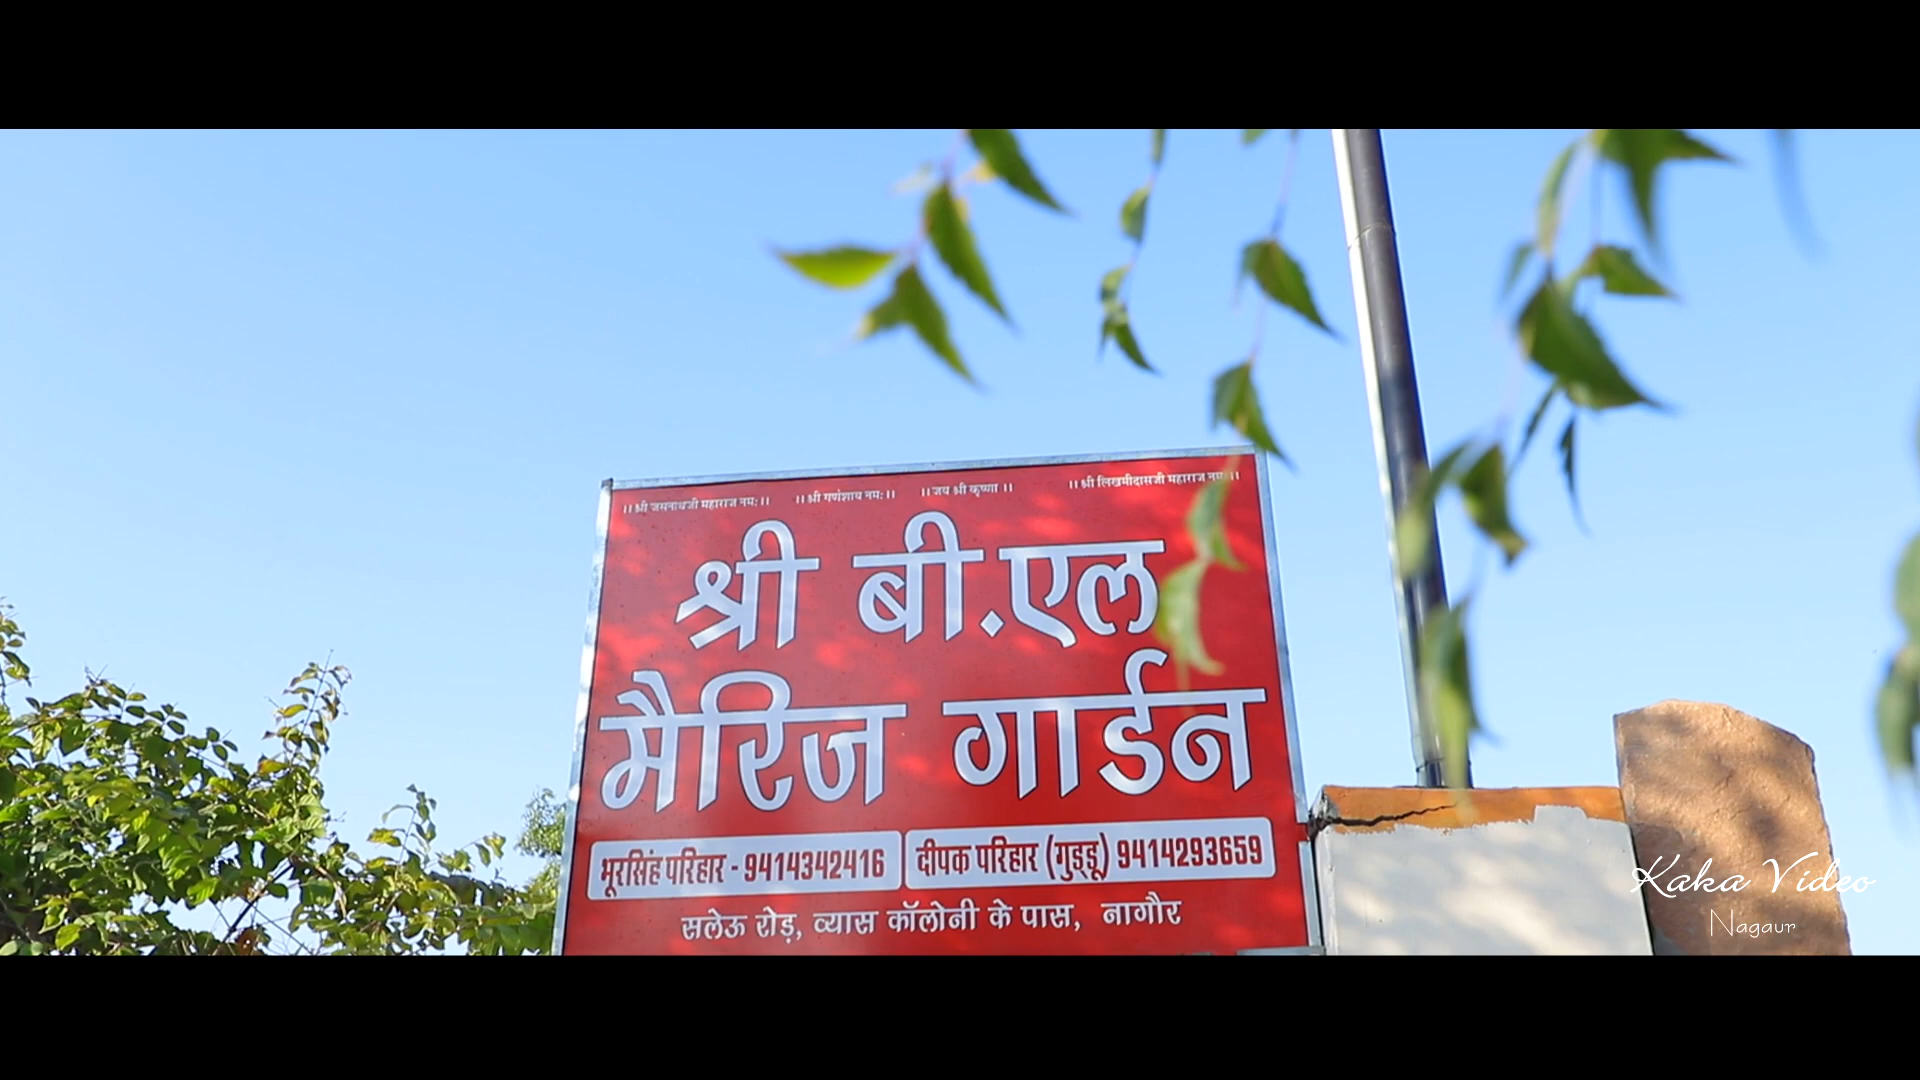 ।। श्री जसनाथजी महाराज नमः ।। ।। श्री गणेशाय नमः ।। ।। जय श्री कृष्णा ।। ।। श्री लिखमीदासजी महाराज नमः ।।
श्री बी.एल
मैरिज गार्डन
भूरसिंह परिहार - 9414342416 दीपक परिहार (गुड्डू) 9414293659
सलेऊ रोड़, व्यास कॉलोनी के पास, नागौर
Kaka Video
Nagaur